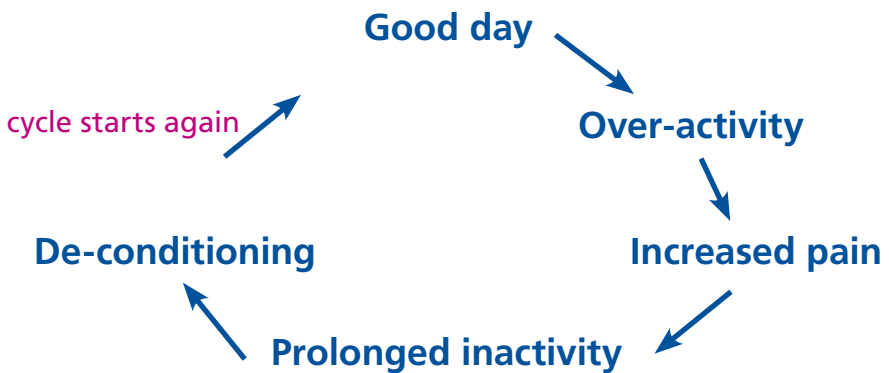 Good day
Over-activity
Increased pain
Prolonged inactivity
De-conditioning
cycle starts again